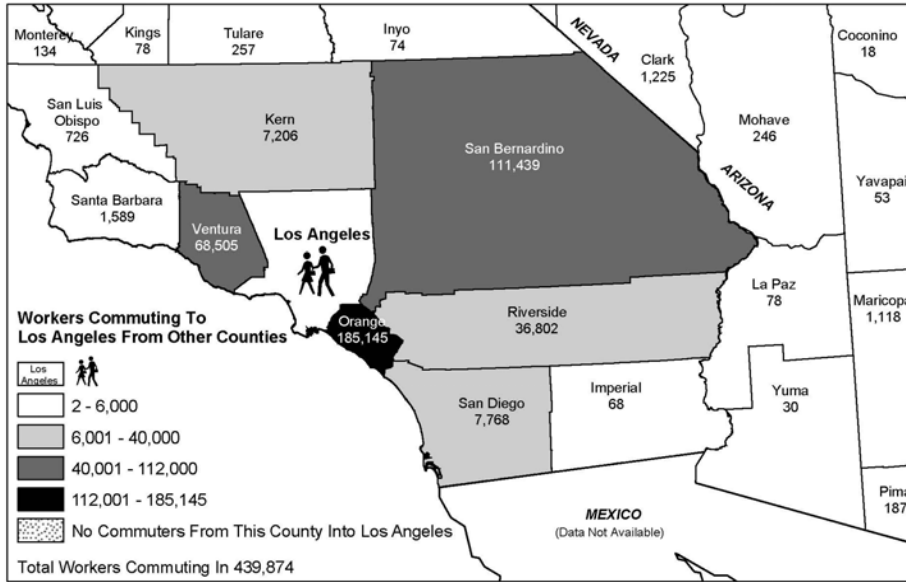 Monterey
134
Kings
78
Tulare
257
Inyo
74
NEVADA
Clark
1,225
Coconino
18
San Luis
Obispo
726
Kern
7,206
San Bernardino
111,439
Mohave
246
ARIZONA
Yavapai
53
Santa Barbara
1,589
Ventura
68,505
Los Angeles
La Paz
78
Maricopa
1,118
Orange
185,145
Riverside
36,802
San Diego
7,768
Imperial
68
Yuma
30
Pima
187
MEXICO
(Data Not Available)
Workers Commuting To
Los Angeles From Other Counties
Los
Angeles
2 - 6,000
6,001 - 40,000
40,001 - 112,000
112,001 - 185,145
No Commuters From This County Into Los Angeles
Total Workers Commuting In 439,874